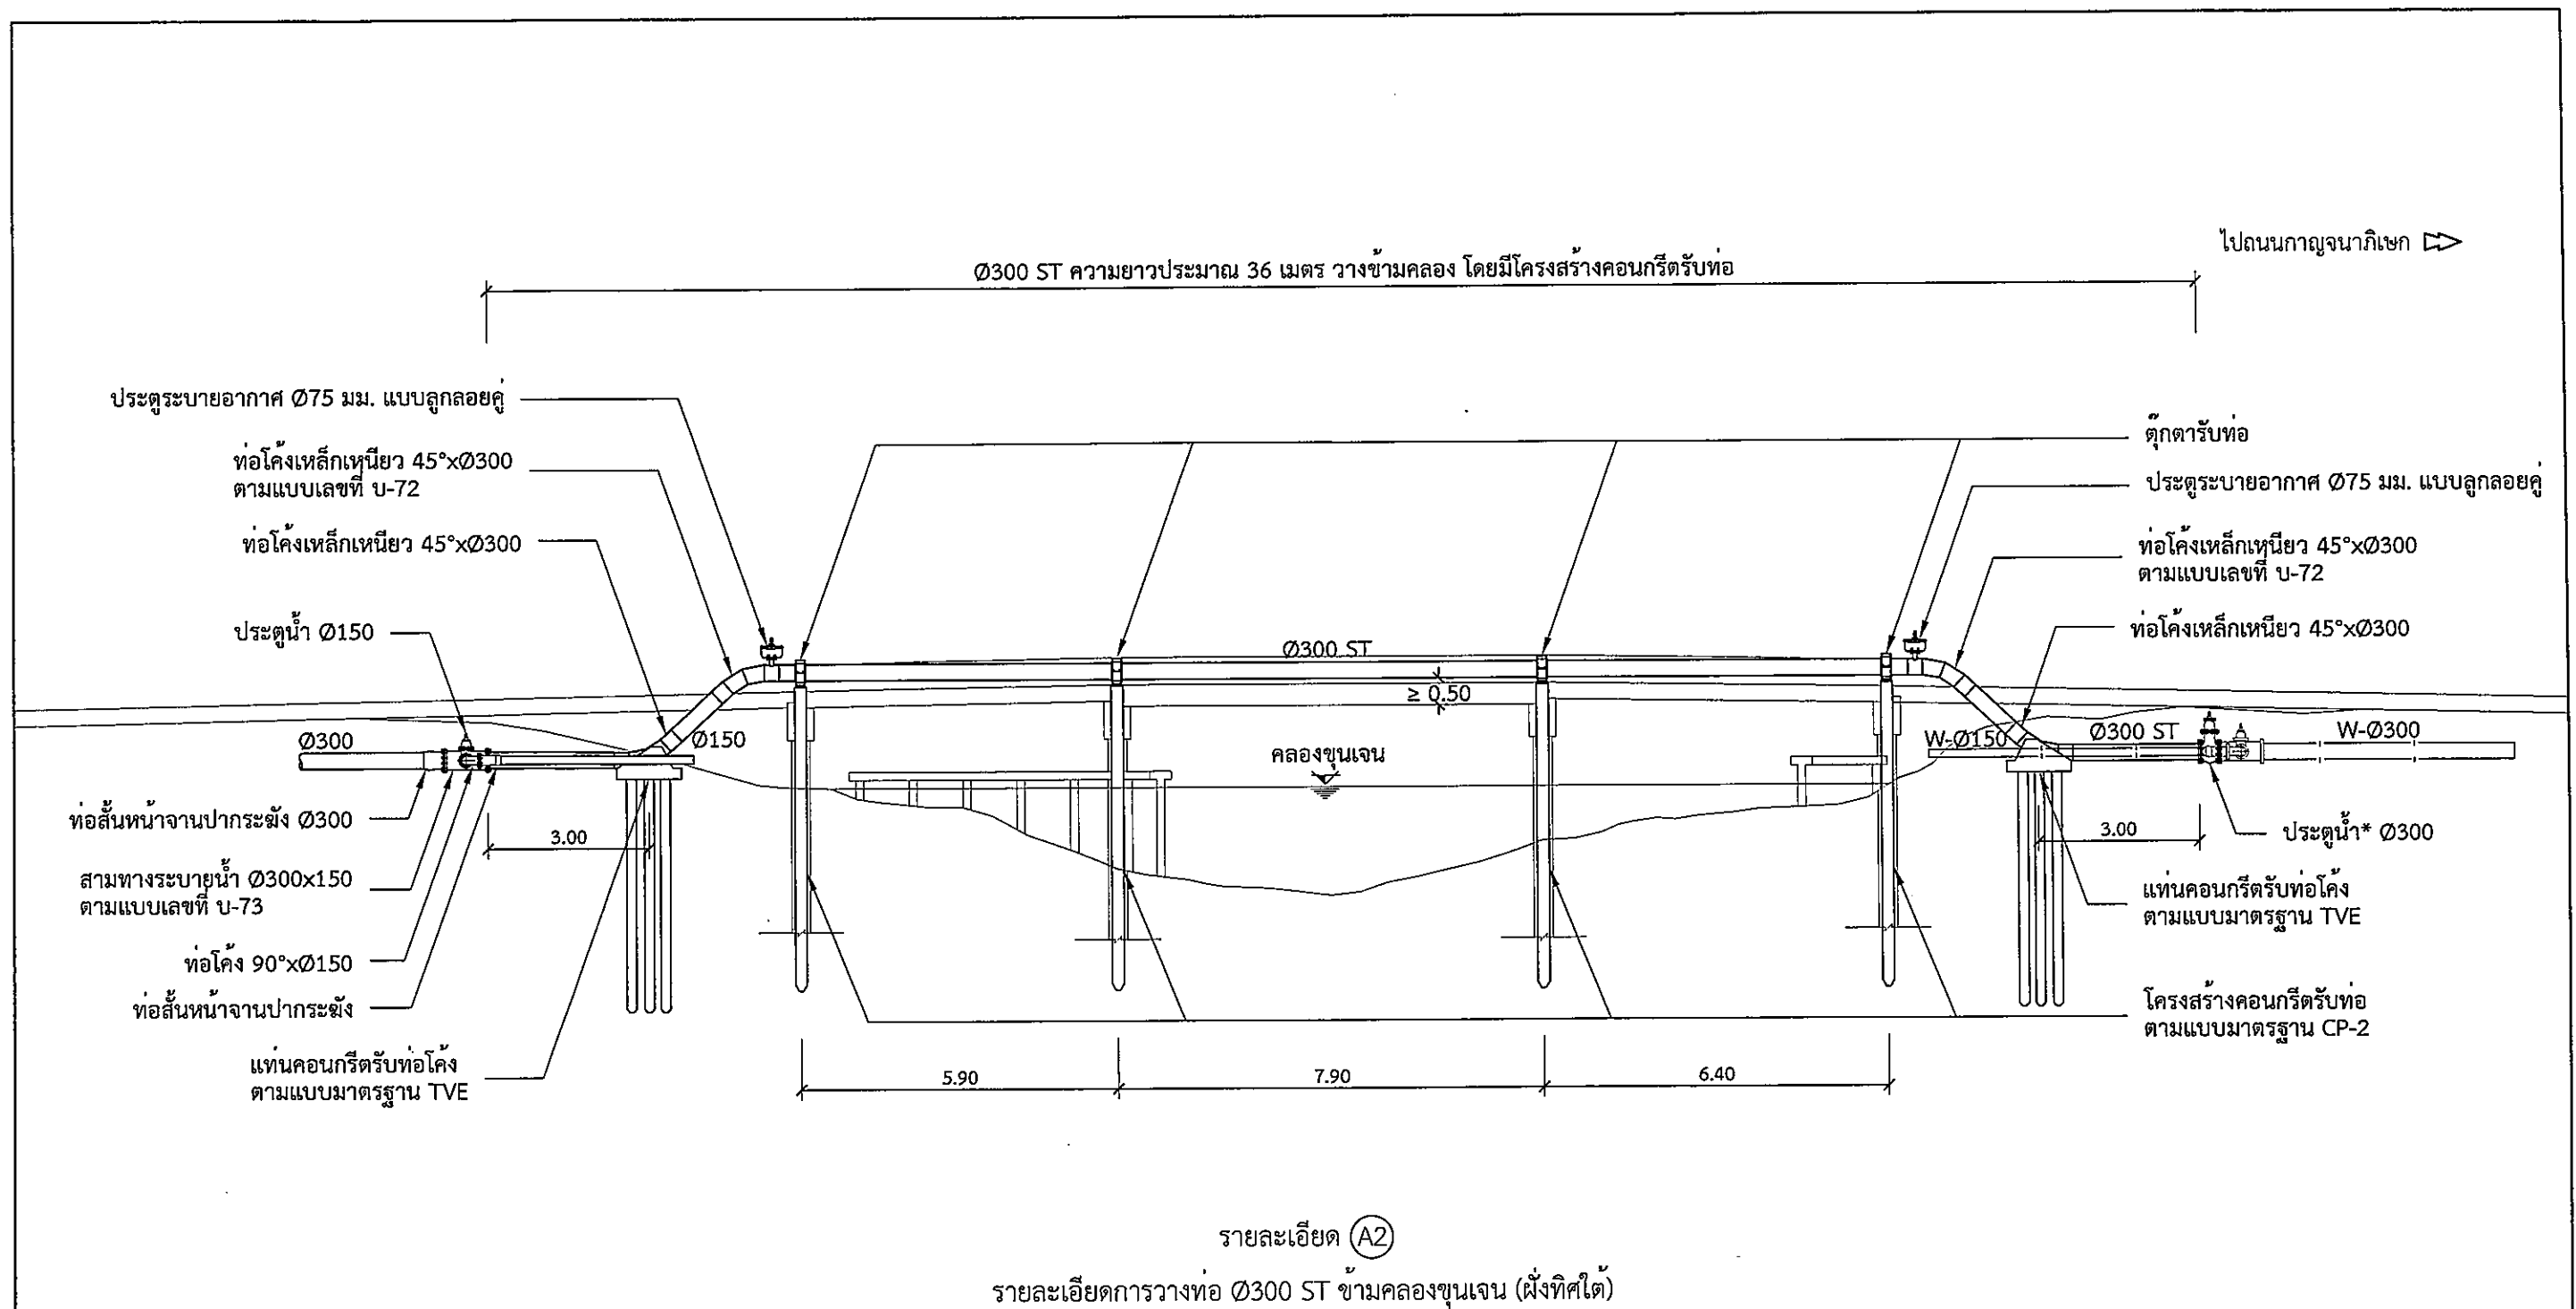 ไปถนนกาญจนาภิเษก
Ø300 ST ความยาวประมาณ 36 เมตร วางข้ามคลอง โดยมีโครงสร้างคอนกรีตรับท่อ
ประตูระบายอากาศ Ø75 มม. แบบลูกลอยคู่
ท่อโค้งเหล็กเหนียว 45°xØ300
ตามแบบเลขที่ บ-72
ท่อโค้งเหล็กเหนียว 45°xØ300
ประตูน้ำ Ø150
ตุ๊กตารับท่อ
ประตูระบายอากาศ Ø75 มม. แบบลูกลอยคู่
ท่อโค้งเหล็กเหนียว 45°xØ300
ตามแบบเลขที่ บ-72
ท่อโค้งเหล็กเหนียว 45°xØ300
Ø300 ST
≥ 0.50
Ø300
Ø150
คลองขุนเจน
W-Ø150
Ø300 ST
W-Ø300
ท่อสั้นหน้าจานปากระฆัง Ø300
3.00
3.00
ประตูน้ำ* Ø300
สามทางระบายน้ำ Ø300x150
ตามแบบเลขที่ บ-73
แท่นคอนกรีตรับท่อโค้ง
ตามแบบมาตรฐาน TVE
ท่อโค้ง 90°xØ150
ท่อสั้นหน้าจานปากระฆัง
โครงสร้างคอนกรีตรับท่อ
ตามแบบมาตรฐาน CP-2
แท่นคอนกรีตรับท่อโค้ง
ตามแบบมาตรฐาน TVE
5.90
7.90
6.40
รายละเอียด A2
รายละเอียดการวางท่อ Ø300 ST ข้ามคลองขุนเจน (ฝั่งทิศใต้)